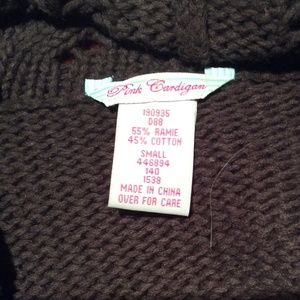 Pink Cardigan
190935
D88
55% RAMIE
45% COTTON
SMALL
446894
140
1538
MADE IN CHINA
OVER FOR CARE